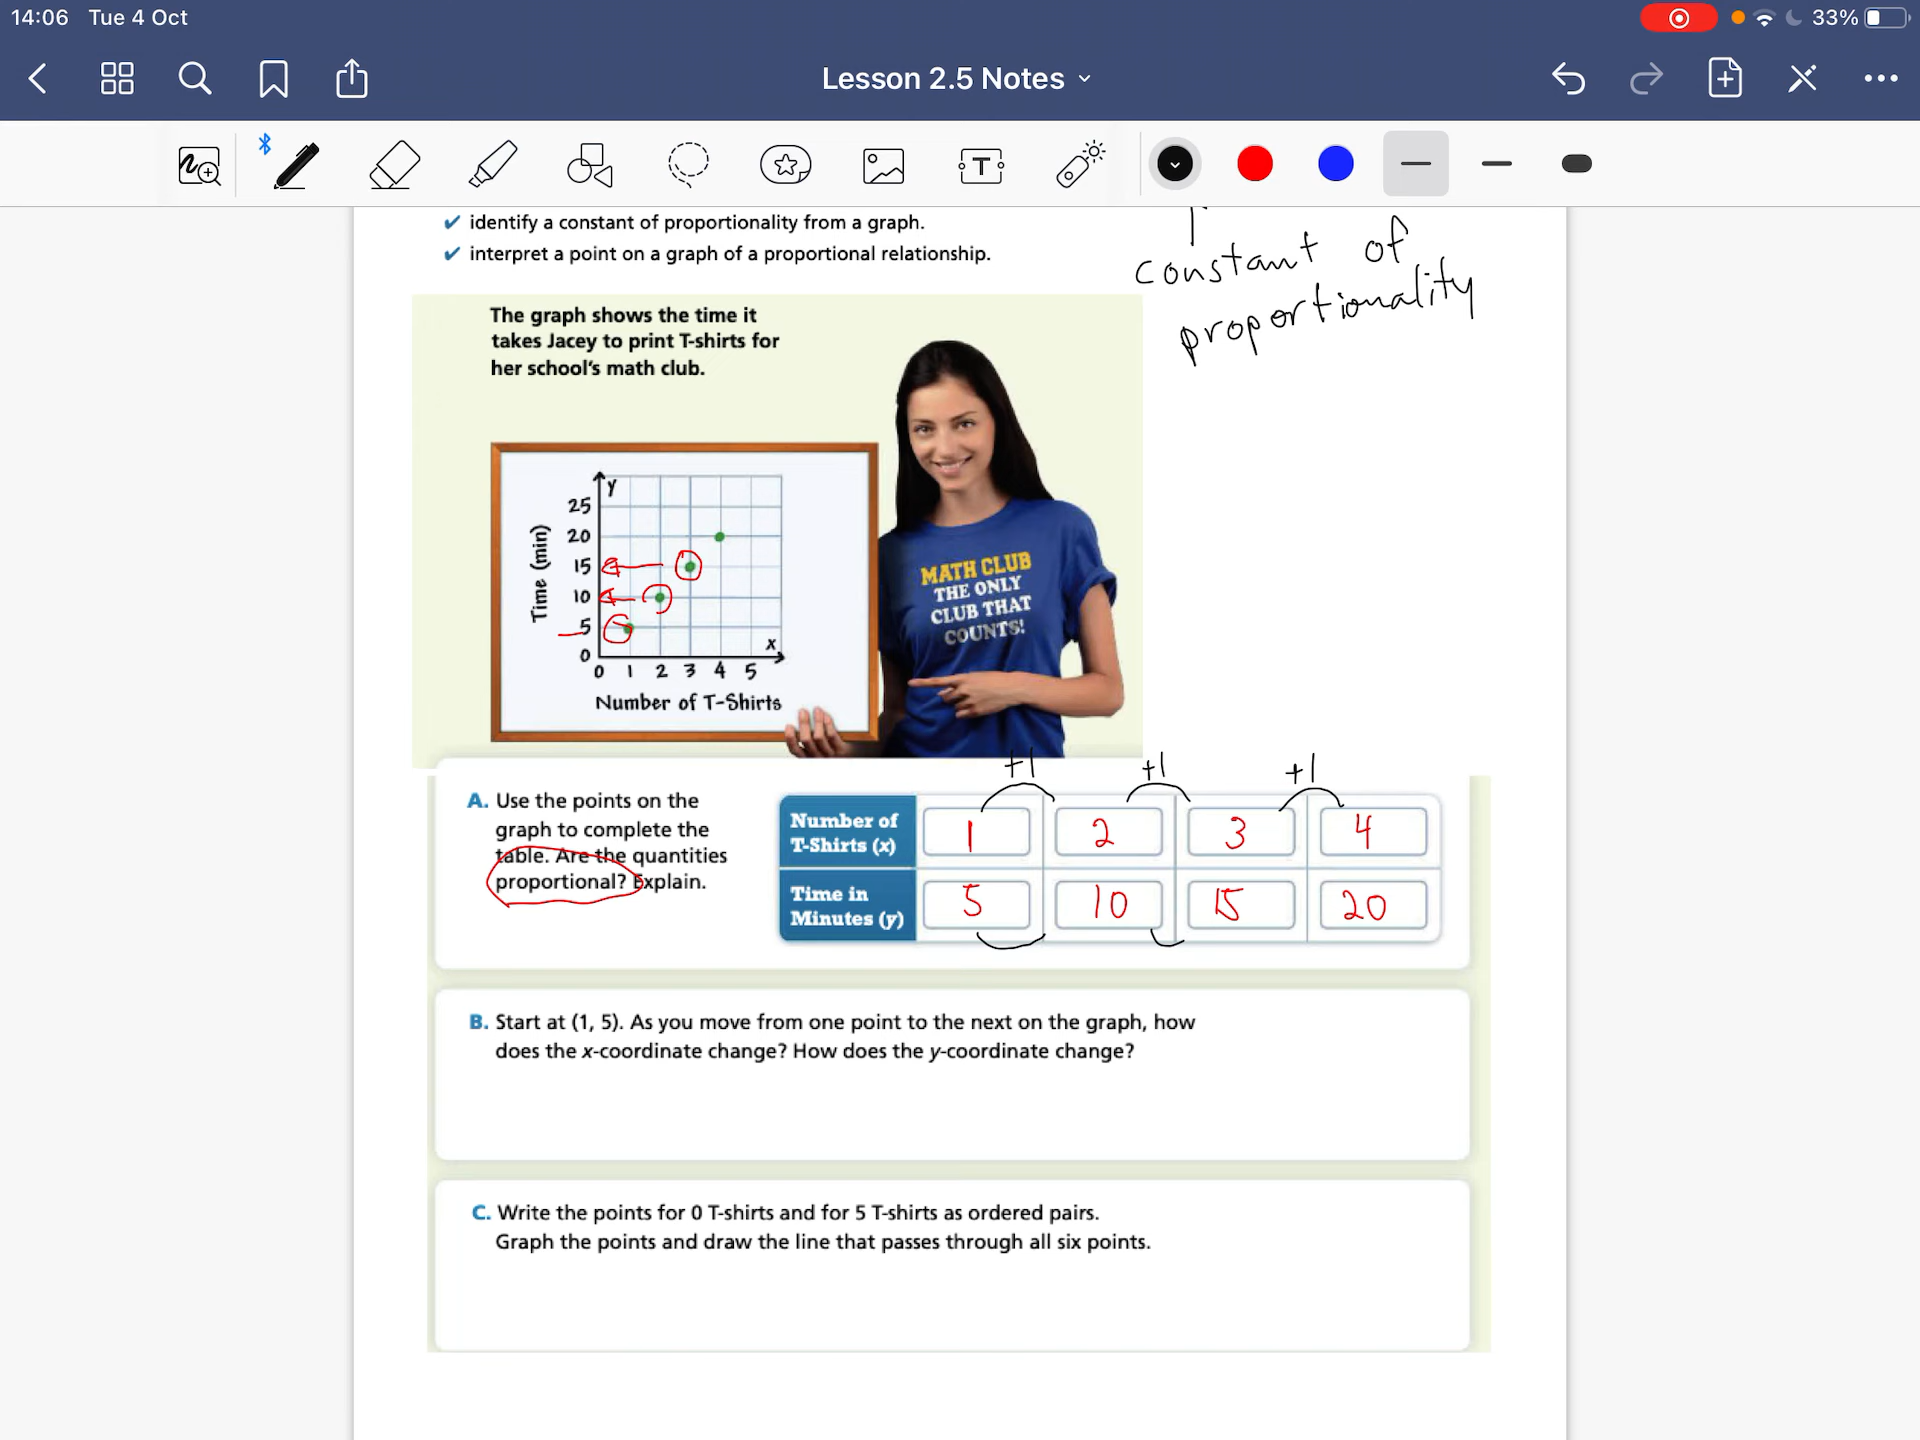 14:06 Tue 4 Oct
33%
Lesson 2.5 Notes
T
✔ identify a constant of proportionality from a graph.
✔ interpret a point on a graph of a proportional relationship.
constant of
proportionality
The graph shows the time it
takes Jacey to print T-shirts for
her school's math club.
y
25
20
15
10
5
0
Time (min)
x
0 1 2 3 4 5
Number of T-Shirts
MATH CLUB
THE ONLY
CLUB THAT
COUNTS!
+1 +1 +1
A. Use the points on the
graph to complete the
table. Are the quantities
proportional? Explain.
Number of
T-Shirts (x)
1 2 3 4
Time in
Minutes (y)
5 10 15 20
B. Start at (1, 5). As you move from one point to the next on the graph, how
does the x-coordinate change? How does the y-coordinate change?
C. Write the points for 0 T-shirts and for 5 T-shirts as ordered pairs.
Graph the points and draw the line that passes through all six points.